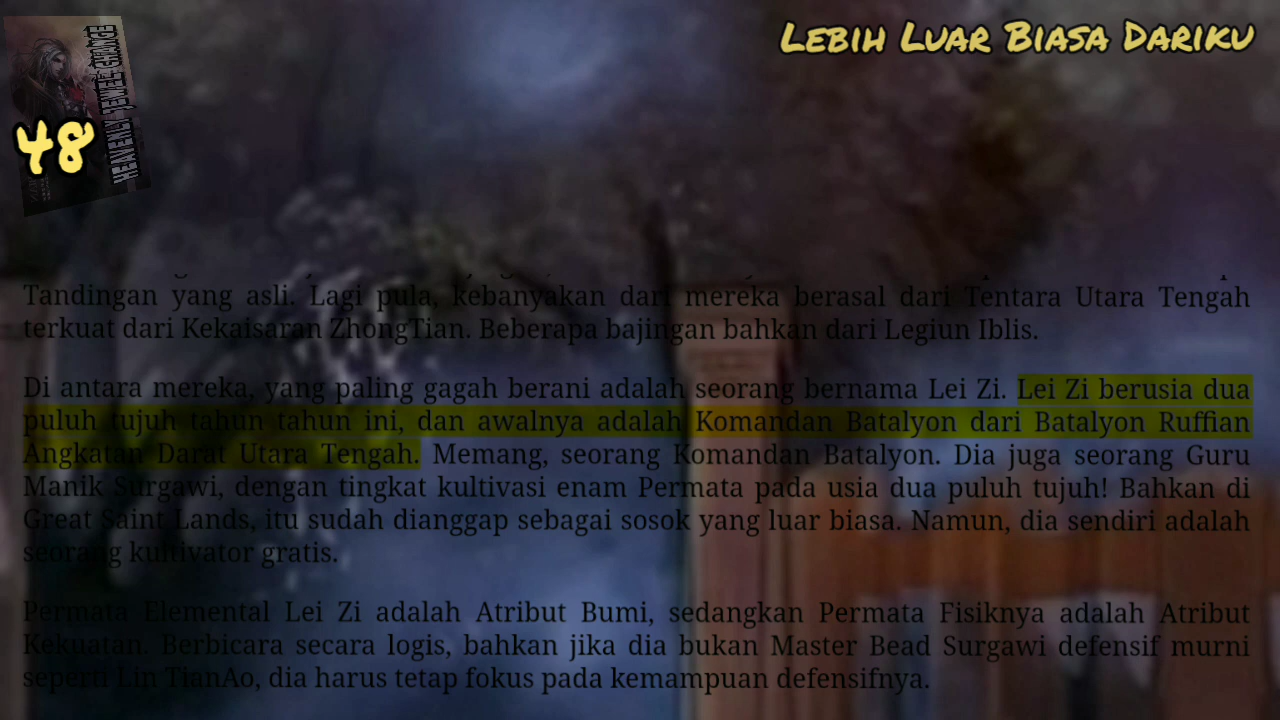 Lebih Luar Biasa Dariku
HEAVENLY JEWEL CHANGE
48
Tandingan yang asli. Lagi pula, kebanyakan dari mereka berasal dari Tentara Utara Tengah
terkuat dari Kekaisaran ZhongTian. Beberapa bajingan bahkan dari Legiun Iblis.
Di antara mereka, yang paling gagah berani adalah seorang bernama Lei Zi. Lei Zi berusia dua
puluh tujuh tahun tahun ini, dan awalnya adalah Komandan Batalyon dari Batalyon Ruffian
Angkatan Darat Utara Tengah. Memang, seorang Komandan Batalyon. Dia juga seorang Guru
Manik Surgawi, dengan tingkat kultivasi enam Permata pada usia dua puluh tujuh! Bahkan di
Great Saint Lands, itu sudah dianggap sebagai sosok yang luar biasa. Namun, dia sendiri adalah
seorang kultivator gratis.
Permata Elemental Lei Zi adalah Atribut Bumi, sedangkan Permata Fisiknya adalah Atribut
Kekuatan. Berbicara secara logis, bahkan jika dia bukan Master Bead Surgawi defensif murni
seperti Lin TianAo, dia harus tetap fokus pada kemampuan defensifnya.